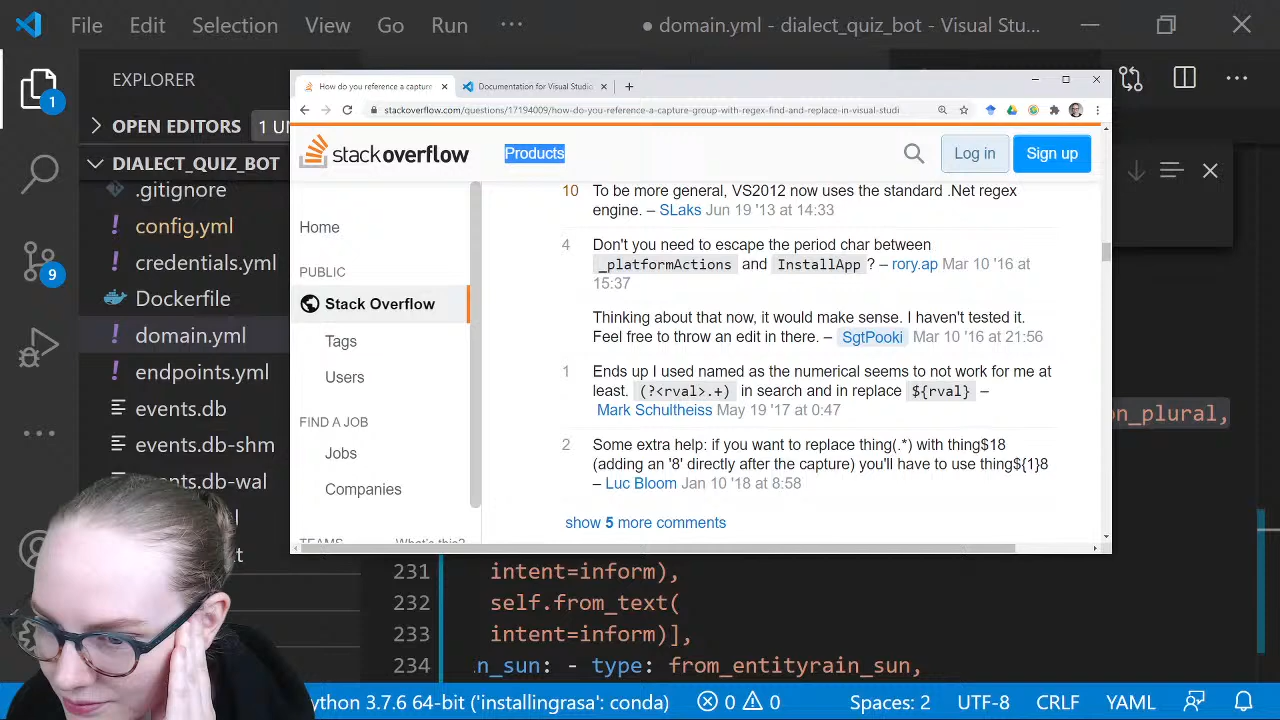 File Edit Selection View Go Run ··· ● domain.yml - dialect_quiz_bot - Visual Stu...
EXPLORER
1
OPEN EDITORS 1 U
DIALECT_QUIZ_BOT
.gitignore
! config.yml
credentials.yml
9
Dockerfile
! domain.yml
! endpoints.yml
events.db
events.db-shm
events.db-wal
How do you reference a capture
Documentation for Visual Studio
stackoverflow.com/questions/17194009/how-do-you-reference-a-capture-group-with-regex-find-and-replace-in-visual-studi
stackoverflow Products Log in Sign up
Home
PUBLIC
Stack Overflow
Tags
Users
FIND A JOB
Jobs
Companies
TEAMS What's this?
10 To be more general, VS2012 now uses the standard .Net regex
engine. – SLaks Jun 19 '13 at 14:33
4 Don't you need to escape the period char between
_platformActions and InstallApp ? – rory.ap Mar 10 '16 at
15:37
Thinking about that now, it would make sense. I haven't tested it.
Feel free to throw an edit in there. – SgtPooki Mar 10 '16 at 21:56
1 Ends up I used named as the numerical seems to not work for me at
least. (?<rval>.+) in search and in replace ${rval} –
Mark Schultheiss May 19 '17 at 0:47
2 Some extra help: if you want to replace thing(.*) with thing$18
(adding an '8' directly after the capture) you'll have to use thing${1}8
– Luc Bloom Jan 10 '18 at 8:58
show 5 more comments
on_plural,
231 intent=inform),
232 self.from_text(
233 intent=inform)],
234 n_sun: - type: from_entityrain_sun,
ython 3.7.6 64-bit ('installingrasa': conda) 0 0 Spaces: 2 UTF-8 CRLF YAML